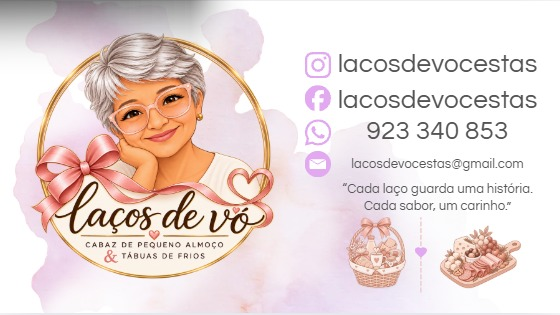 laços de vó
CABAZ DE PEQUENO ALMOÇO
& TÁBUAS DE FRIOS
lacosdevocestas
lacosdevocestas
923 340 853
lacosdevocestas@gmail.com
“Cada laço guarda uma história.
Cada sabor, um carinho.”